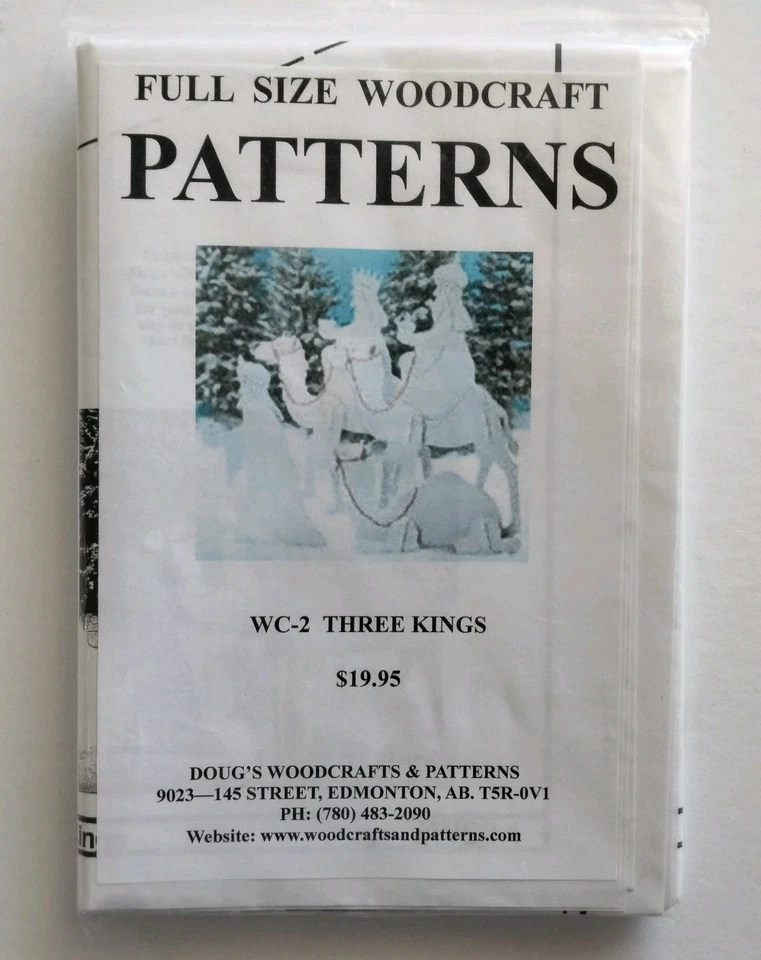 FULL SIZE WOODCRAFT
PATTERNS
WC-2 THREE KINGS
$19.95
DOUG'S WOODCRAFTS & PATTERNS
9023—145 STREET, EDMONTON, AB. T5R-0V1
PH: (780) 483-2090
Website: www.woodcraftsandpatterns.com